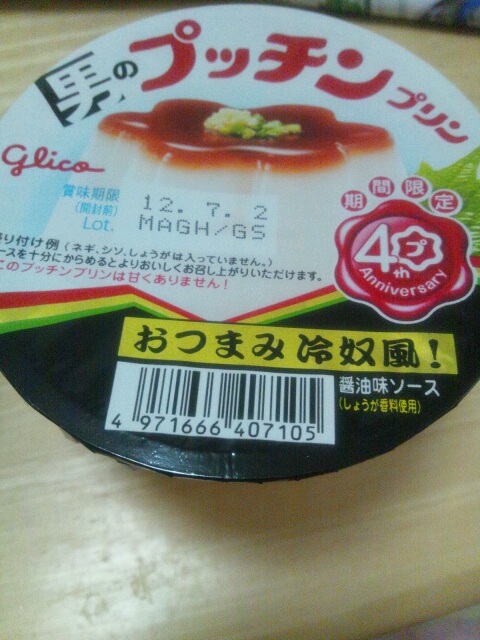 裏の
プッチン
プリン
Glico
賞味期限
(開封前)
Lot.
12. 7. 2
MAGH/GS
期間限定
40
プ
th
Anniversary
り付け例(ネギ、シソ、しょうがは入っていません。)
ースを十分にからめるとよりおいしくお召し上がりいただけます。
このプッチンプリンは甘くありません!
おつまみ冷奴風!
醤油味ソース
(しょうが香料使用)
4 971666 407105